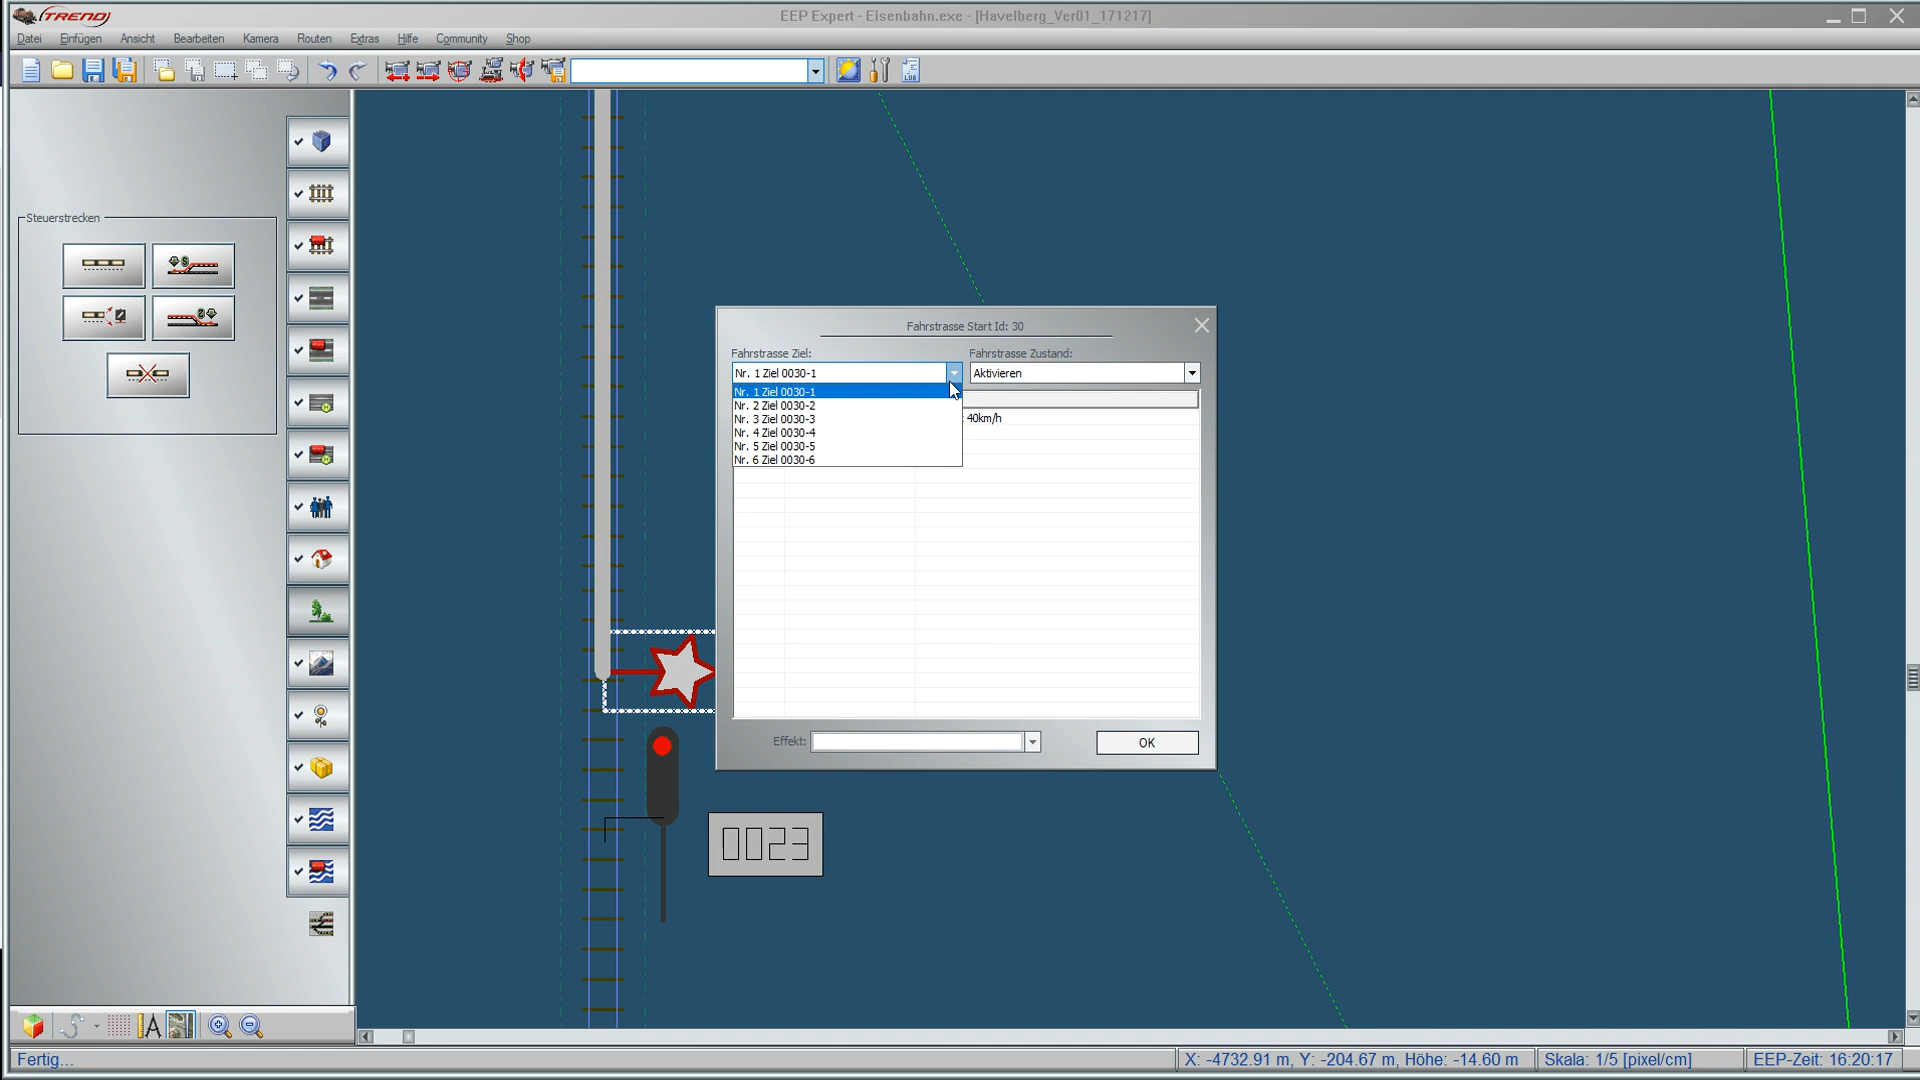 TREND
EEP Expert - Eisenbahn.exe - [Havelberg_Ver01_171217]
Datei Einfügen Ansicht Bearbeiten Kamera Routen Extras Hilfe Community Shop
LUA
Steuerstrecken
Fahrstrasse Start Id: 30
Fahrstrasse Ziel: Fahrstrasse Zustand:
Nr. 1 Ziel 0030-1 Aktivieren
Nr. 1 Ziel 0030-1
Nr. 2 Ziel 0030-2
Nr. 3 Ziel 0030-3 : 40km/h
Nr. 4 Ziel 0030-4
Nr. 5 Ziel 0030-5
Nr. 6 Ziel 0030-6
Effekt: OK
0023
Fertig... X: -4732.91 m, Y: -204.67 m, Höhe: -14.60 m Skala: 1/5 [pixel/cm] EEP-Zeit: 16:20:17